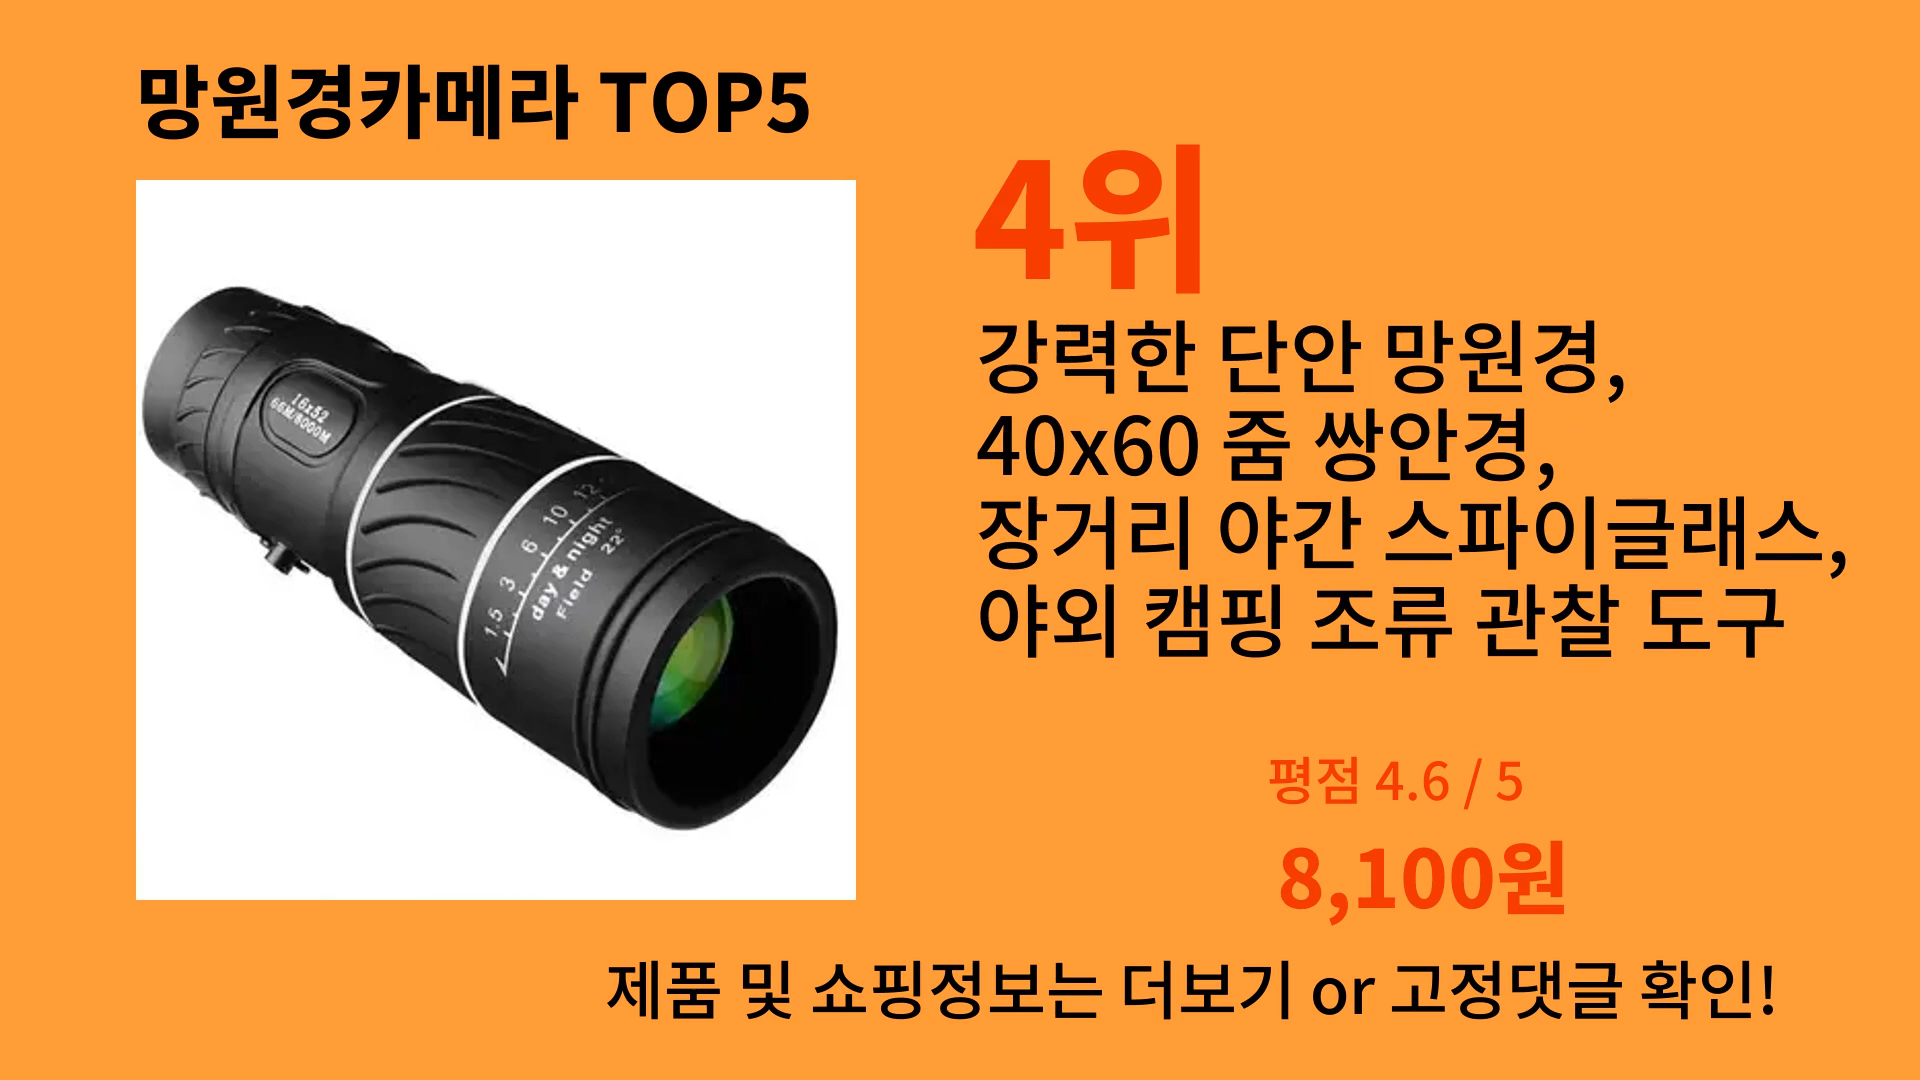 망원경카메라 TOP5
4위
강력한 단안 망원경,
40x60 줌 쌍안경,
장거리 야간 스파이글래스,
야외 캠핑 조류 관찰 도구
16x52
66M/8000M
1.5 3 6 10 12
day & night
Field 22°
평점 4.6 / 5
8,100원
제품 및 쇼핑정보는 더보기 or 고정댓글 확인!